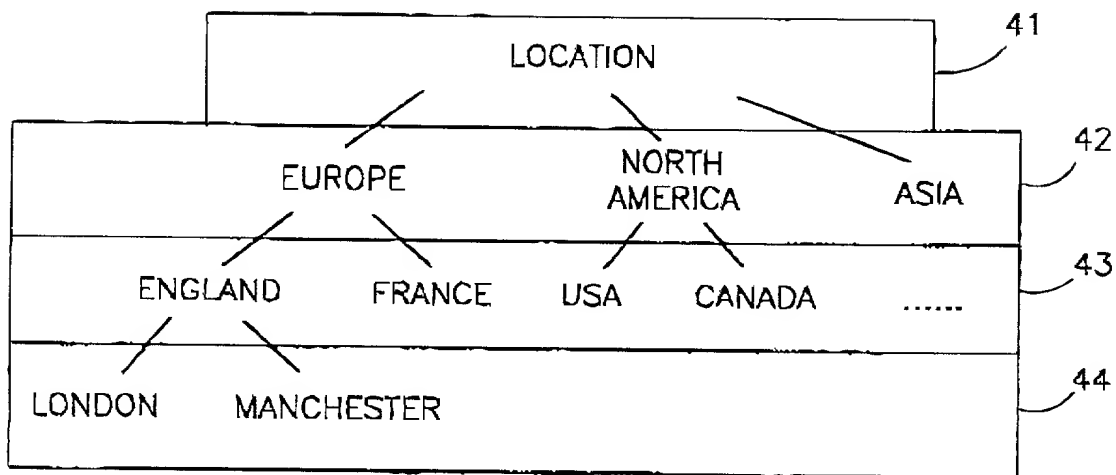 41
LOCATION
42
EUROPE
NORTH
AMERICA
ASIA
43
ENGLAND FRANCE USA CANADA ......
44
LONDON MANCHESTER